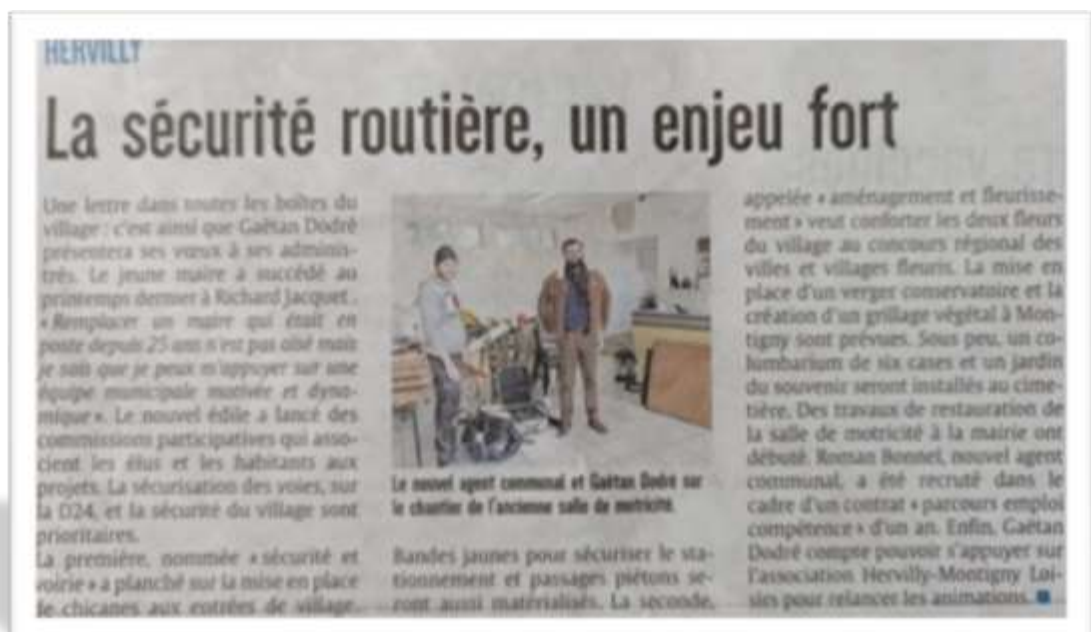 HERVILLY
La sécurité routière, un enjeu fort
Une lettre dans toutes les boîtes du
village : c'est ainsi que Gaëtan Dodré
présentera ses vœux à ses adminis-
trés. Le jeune maire a succédé au
printemps dernier à Richard Jacquet.
« Remplacer un maire qui était en
poste depuis 25 ans n'est pas aisé mais
je sais que je peux m'appuyer sur une
équipe municipale motivée et dyna-
mique ». Le nouvel édile a lancé des
commissions participatives qui asso-
cient les élus et les habitants aux
projets. La sécurisation des voies, sur
la D24, et la sécurité du village sont
prioritaires.
La première, nommée « sécurité et
voirie » a planché sur la mise en place
de chicanes aux entrées de village.
Le nouvel agent communal et Gaëtan Dodré sur
le chantier de l'ancienne salle de motricité.
Bandes jaunes pour sécuriser le sta-
tionnement et passages piétons se-
ront aussi matérialisés. La seconde,
appelée « aménagement et fleurisse-
ment » veut conforter les deux fleurs
du village au concours régional des
villes et villages fleuris. La mise en
place d'un verger conservatoire et la
création d'un grillage végétal à Mon-
tigny sont prévues. Sous peu, un co-
lumbarium de six cases et un jardin
du souvenir seront installés au cime-
tière. Des travaux de restauration de
la salle de motricité à la mairie ont
débuté. Roman Bonnel, nouvel agent
communal, a été recruté dans le
cadre d'un contrat « parcours emploi
compétence » d'un an. Enfin, Gaëtan
Dodré compte pouvoir s'appuyer sur
l'association Hervilly-Montigny Loi-
sirs pour relancer les animations.